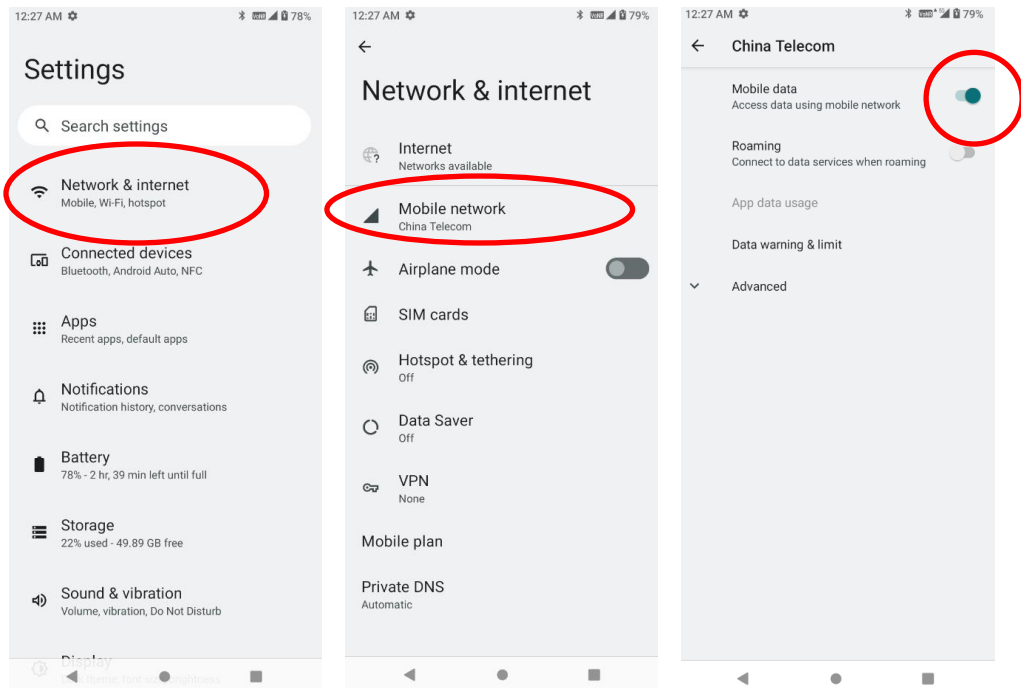 12:27 AM 78%
Settings
Search settings
Network & internet
Mobile, Wi-Fi, hotspot
Connected devices
Bluetooth, Android Auto, NFC
Apps
Recent apps, default apps
Notifications
Notification history, conversations
Battery
78% - 2 hr, 39 min left until full
Storage
22% used - 49.89 GB free
Sound & vibration
Volume, vibration, Do Not Disturb
Display
12:27 AM 79%
Network & internet
Internet
Networks available
Mobile network
China Telecom
Airplane mode
SIM cards
Hotspot & tethering
Off
Data Saver
Off
VPN
None
Mobile plan
Private DNS
Automatic
12:27 AM 79%
China Telecom
Mobile data
Access data using mobile network
Roaming
Connect to data services when roaming
App data usage
Data warning & limit
Advanced